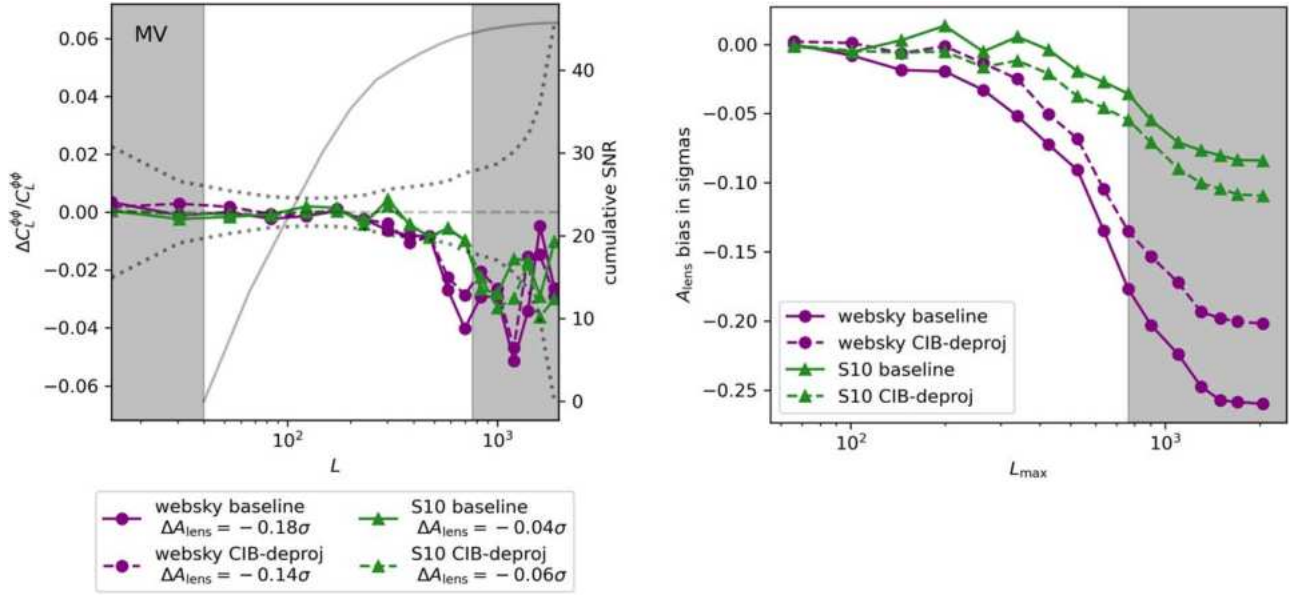 MV
0.06
0.04
0.02
0.00
−0.02
−0.04
−0.06
ΔC_L^{ϕϕ}/C_L^{ϕϕ}
40
30
20
10
0
cumulative SNR
10²
10³
L
websky baseline
ΔA_lens = −0.18σ
websky CIB-deproj
ΔA_lens = −0.14σ
S10 baseline
ΔA_lens = −0.04σ
S10 CIB-deproj
ΔA_lens = −0.06σ
0.00
−0.05
−0.10
−0.15
−0.20
−0.25
A_lens bias in sigmas
websky baseline
websky CIB-deproj
S10 baseline
S10 CIB-deproj
10²
10³
L_max